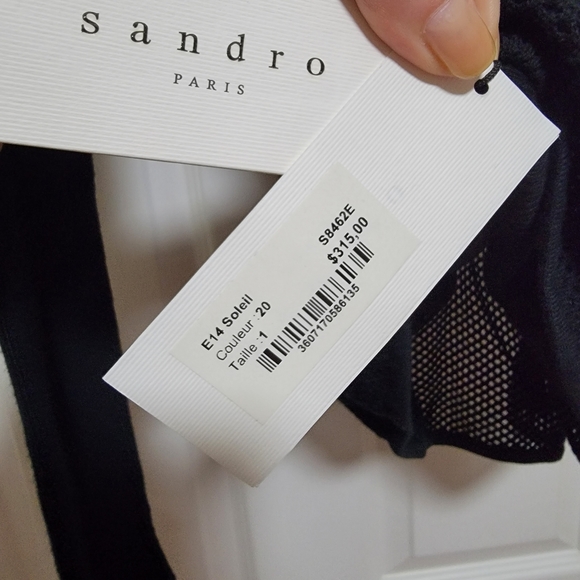 sandro
PARIS
S8462E
$315,00
E14 Soleil
Couleur :20
Taille :1
3607170586135